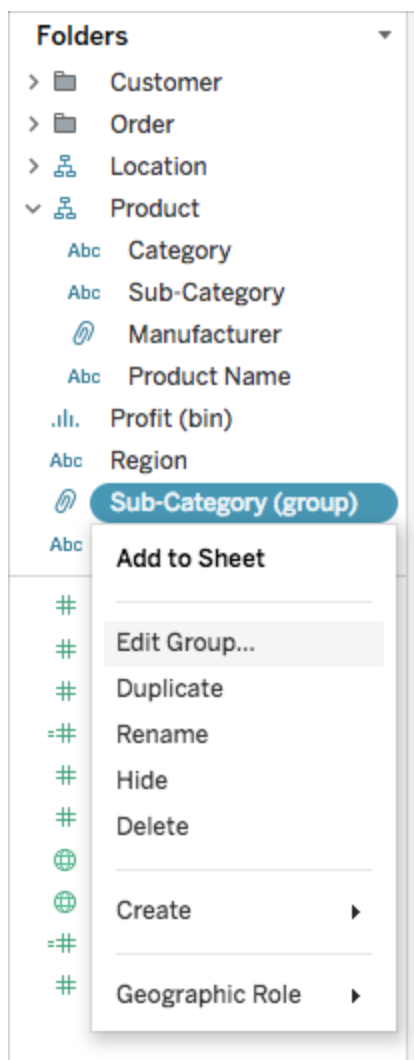 Folders
Customer
Order
Location
Product
Abc Category
Abc Sub-Category
Manufacturer
Abc Product Name
Profit (bin)
Abc Region
Sub-Category (group)
Abc
Add to Sheet
#
Edit Group...
#
Duplicate
#
Rename
=#
Hide
#
Delete
#
Create
=#
Geographic Role
#